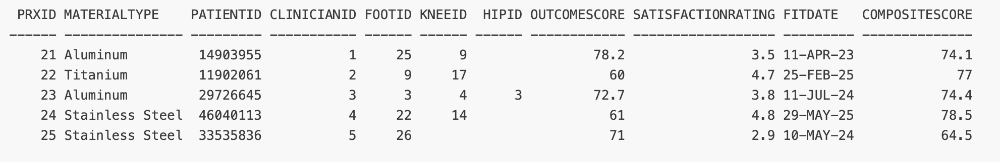 PRXID MATERIALTYPE    PATIENTID CLINICIANID FOOTID KNEEID  HIPID OUTCOMESCORE SATISFACTIONRATING FITDATE   COMPOSITESCORE
------ --------------- --------- ----------- ------ ------ ------ ------------ ------------------ --------- --------------
    21 Aluminum         14903955           1     25      9                78.2                3.5 11-APR-23           74.1
    22 Titanium         11902061           2      9     17                  60                4.7 25-FEB-25             77
    23 Aluminum         29726645           3      3      4      3         72.7                3.8 11-JUL-24           74.4
    24 Stainless Steel  46040113           4     22     14                  61                4.8 29-MAY-25           78.5
    25 Stainless Steel  33535836           5     26                         71                2.9 10-MAY-24           64.5